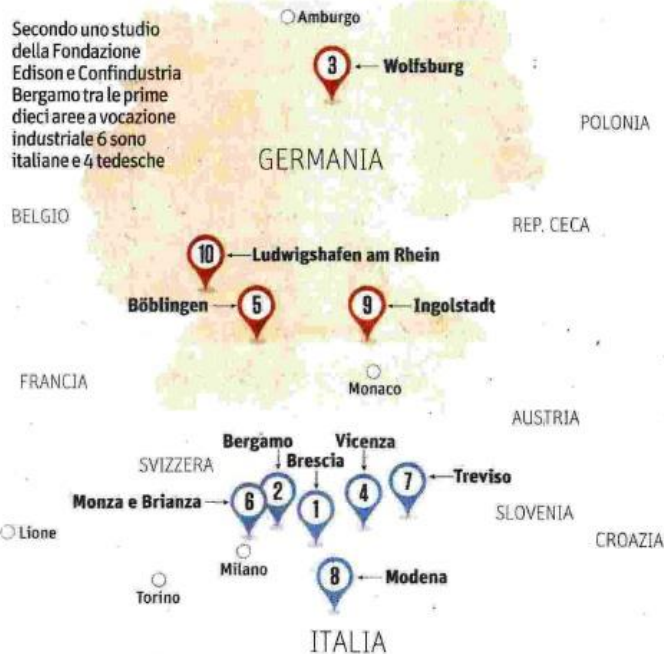 Secondo uno studio
della Fondazione
Edison e Confindustria
Bergamo tra le prime
dieci aree a vocazione
industriale 6 sono
italiane e 4 tedesche
Amburgo
3
Wolfsburg
POLONIA
GERMANIA
BELGIO
REP. CECA
10
Ludwigshafen am Rhein
Böblingen
5
9
Ingolstadt
FRANCIA
Monaco
AUSTRIA
Bergamo
Vicenza
SVIZZERA
Brescia
Treviso
Monza e Brianza
6
2
1
4
7
SLOVENIA
Lione
CROAZIA
Milano
Torino
8
Modena
ITALIA